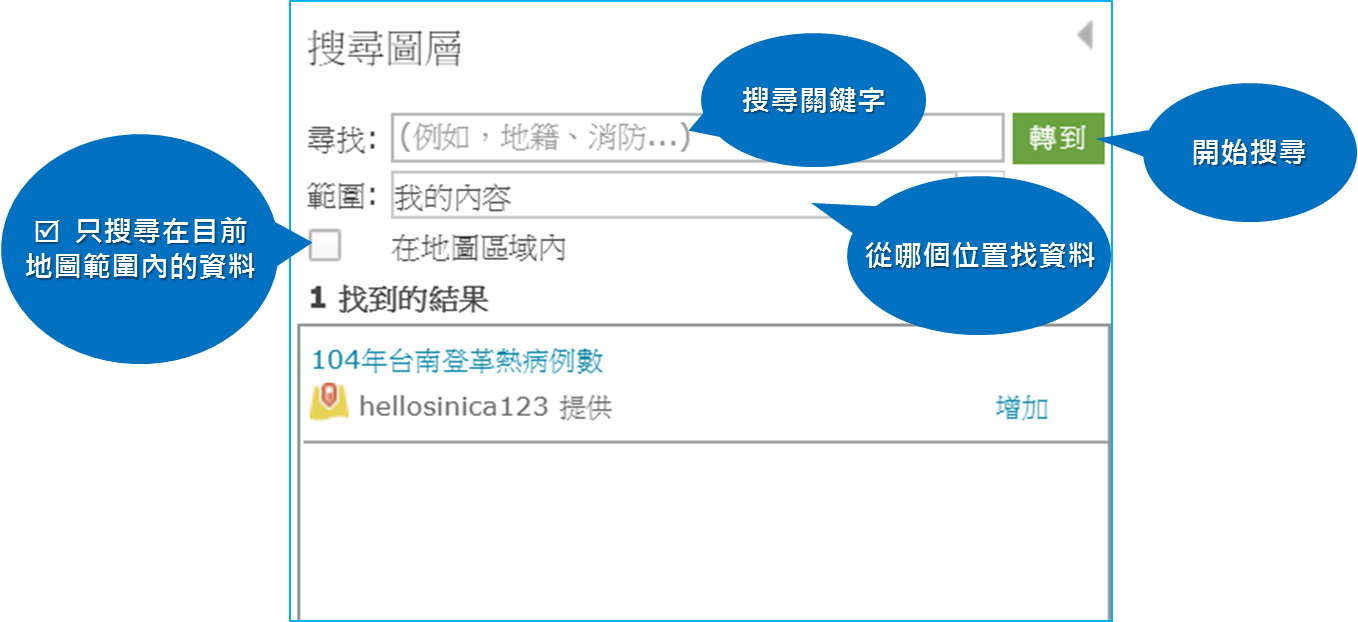 搜尋圖層
搜尋關鍵字
尋找:
(例如，地籍、消防...)
轉到
開始搜尋
範圍:
我的內容
☑ 只搜尋在目前
地圖範圍內的資料
在地圖區域內
從哪個位置找資料
1 找到的結果
104年台南登革熱病例數
hellosinica123 提供
增加